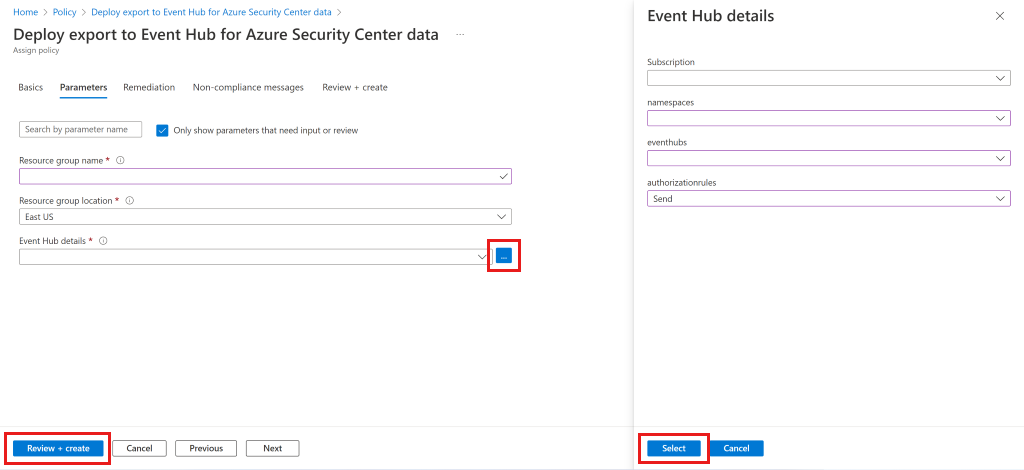 Home > Policy > Deploy export to Event Hub for Azure Security Center data >
Deploy export to Event Hub for Azure Security Center data ...
Assign policy
Basics Parameters Remediation Non-compliance messages Review + create
Search by parameter name
Only show parameters that need input or review
Resource group name *
Resource group location *
East US
Event Hub details *
...
Review + create Cancel Previous Next
Event Hub details
Subscription
namespaces
eventhubs
authorizationrules
Send
Select Cancel